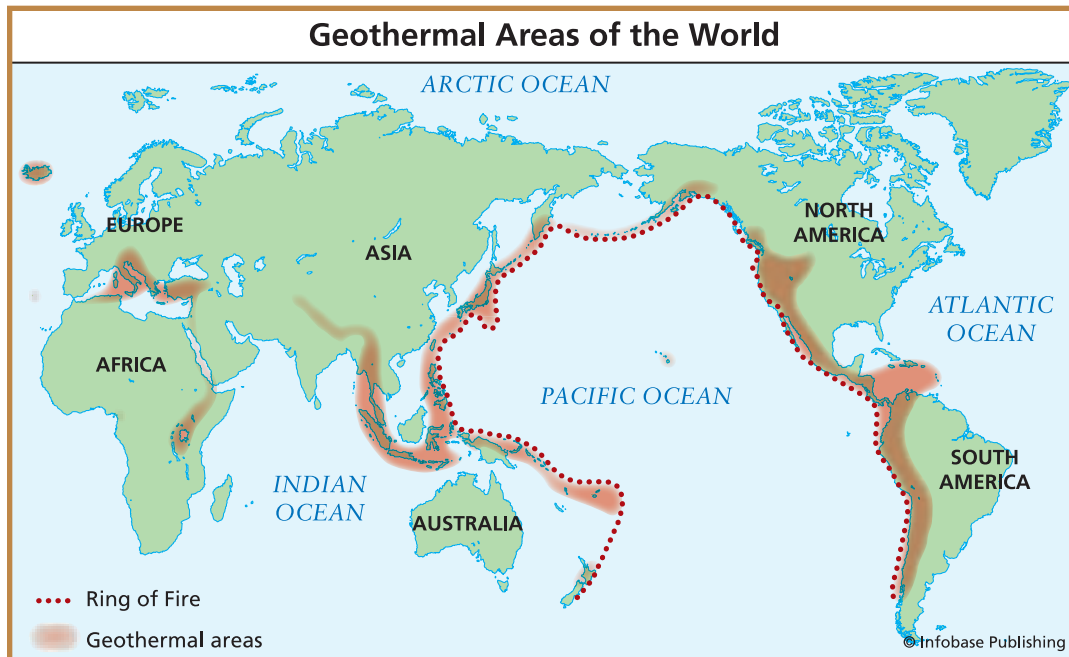 Geothermal Areas of the World
ARCTIC OCEAN
EUROPE
ASIA
NORTH
AMERICA
ATLANTIC
OCEAN
AFRICA
PACIFIC OCEAN
INDIAN
OCEAN
AUSTRALIA
SOUTH
AMERICA
Ring of Fire
Geothermal areas
© Infobase Publishing